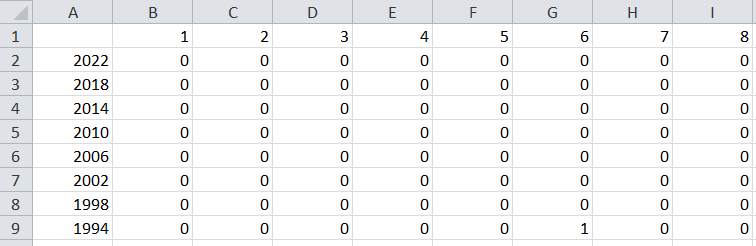 A B C D E F G H I
1 1 2 3 4 5 6 7 8
2 2022 0 0 0 0 0 0 0 0
3 2018 0 0 0 0 0 0 0 0
4 2014 0 0 0 0 0 0 0 0
5 2010 0 0 0 0 0 0 0 0
6 2006 0 0 0 0 0 0 0 0
7 2002 0 0 0 0 0 0 0 0
8 1998 0 0 0 0 0 0 0 0
9 1994 0 0 0 0 0 1 0 0